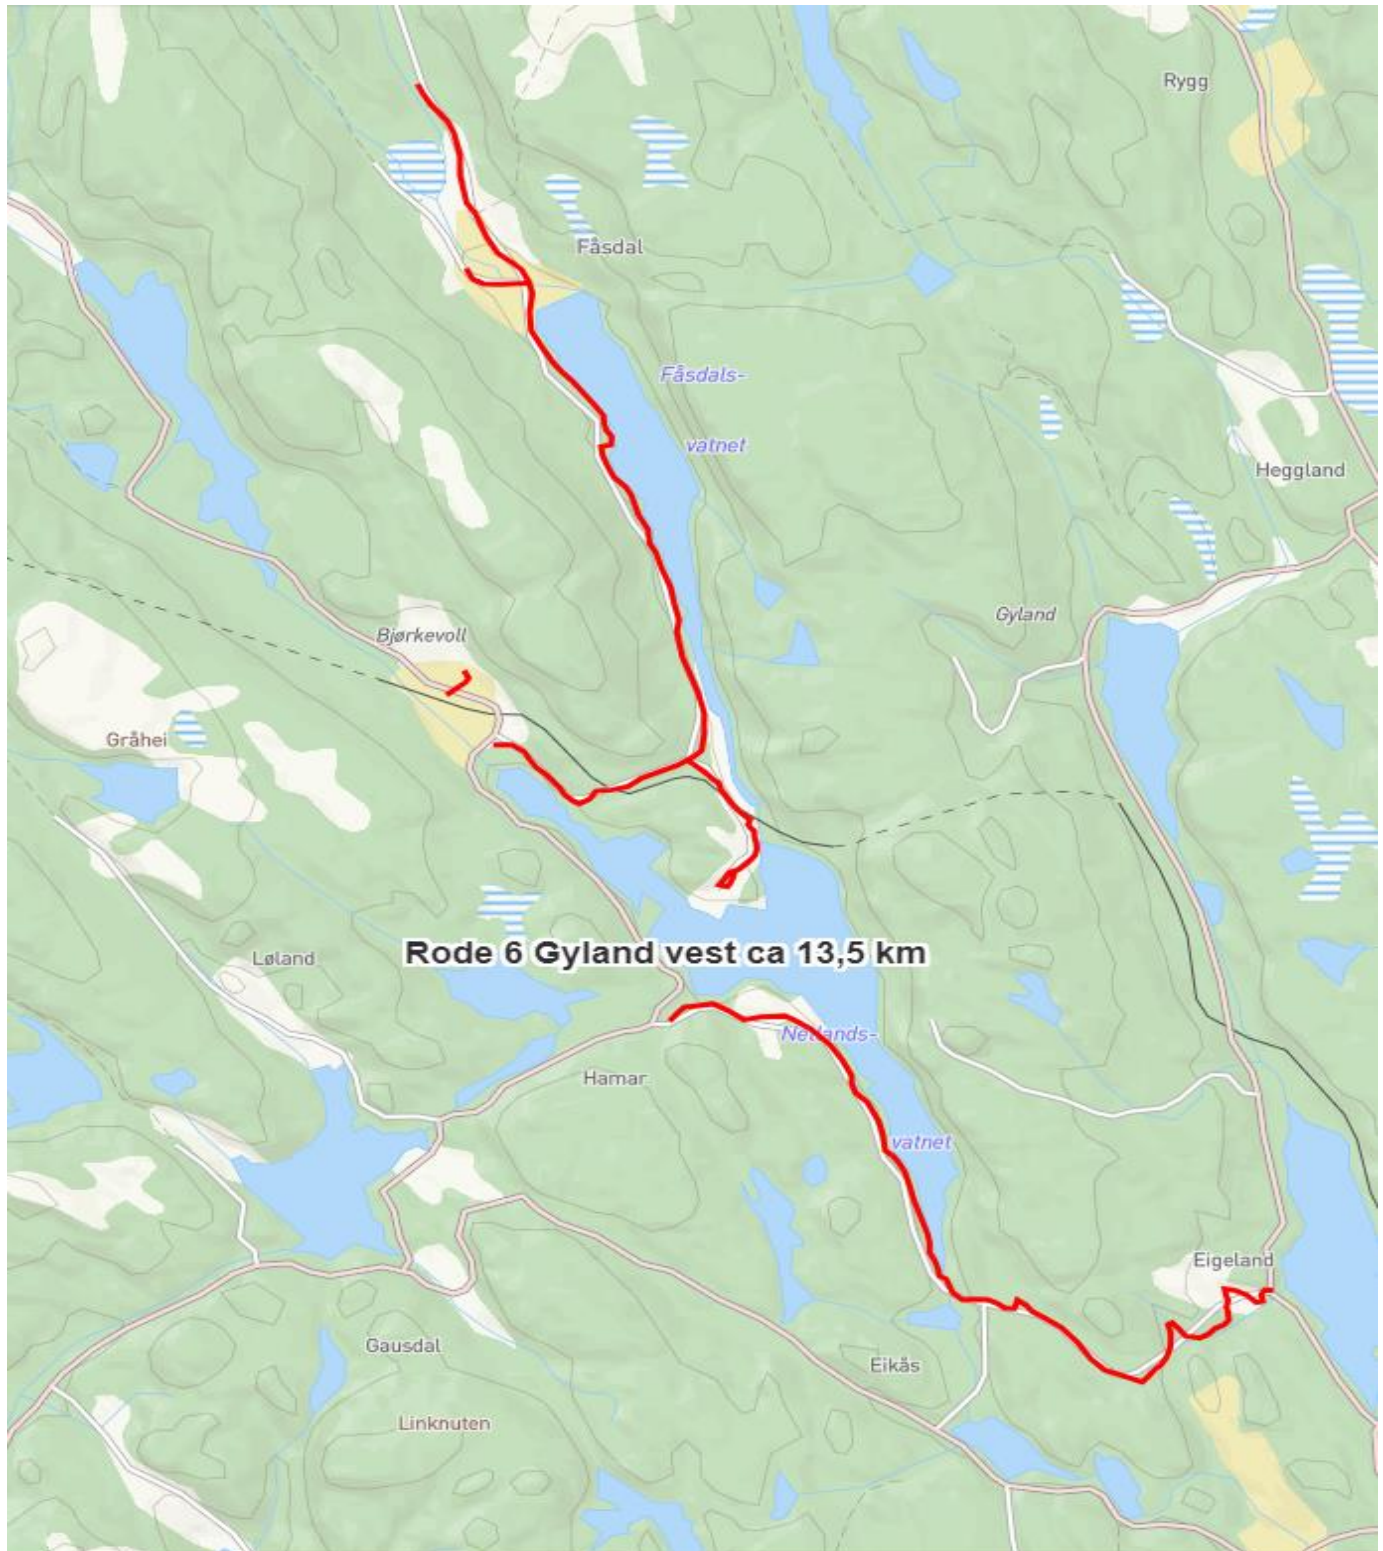 Rygg
Fåsdal
Fåsdals-
vatnet
Heggland
Gyland
Bjørkevoll
Gråhei
Løland
Rode 6 Gyland vest ca 13,5 km
Netlands-
Hamar
vatnet
Eigeland
Gausdal
Eikås
Linknuten